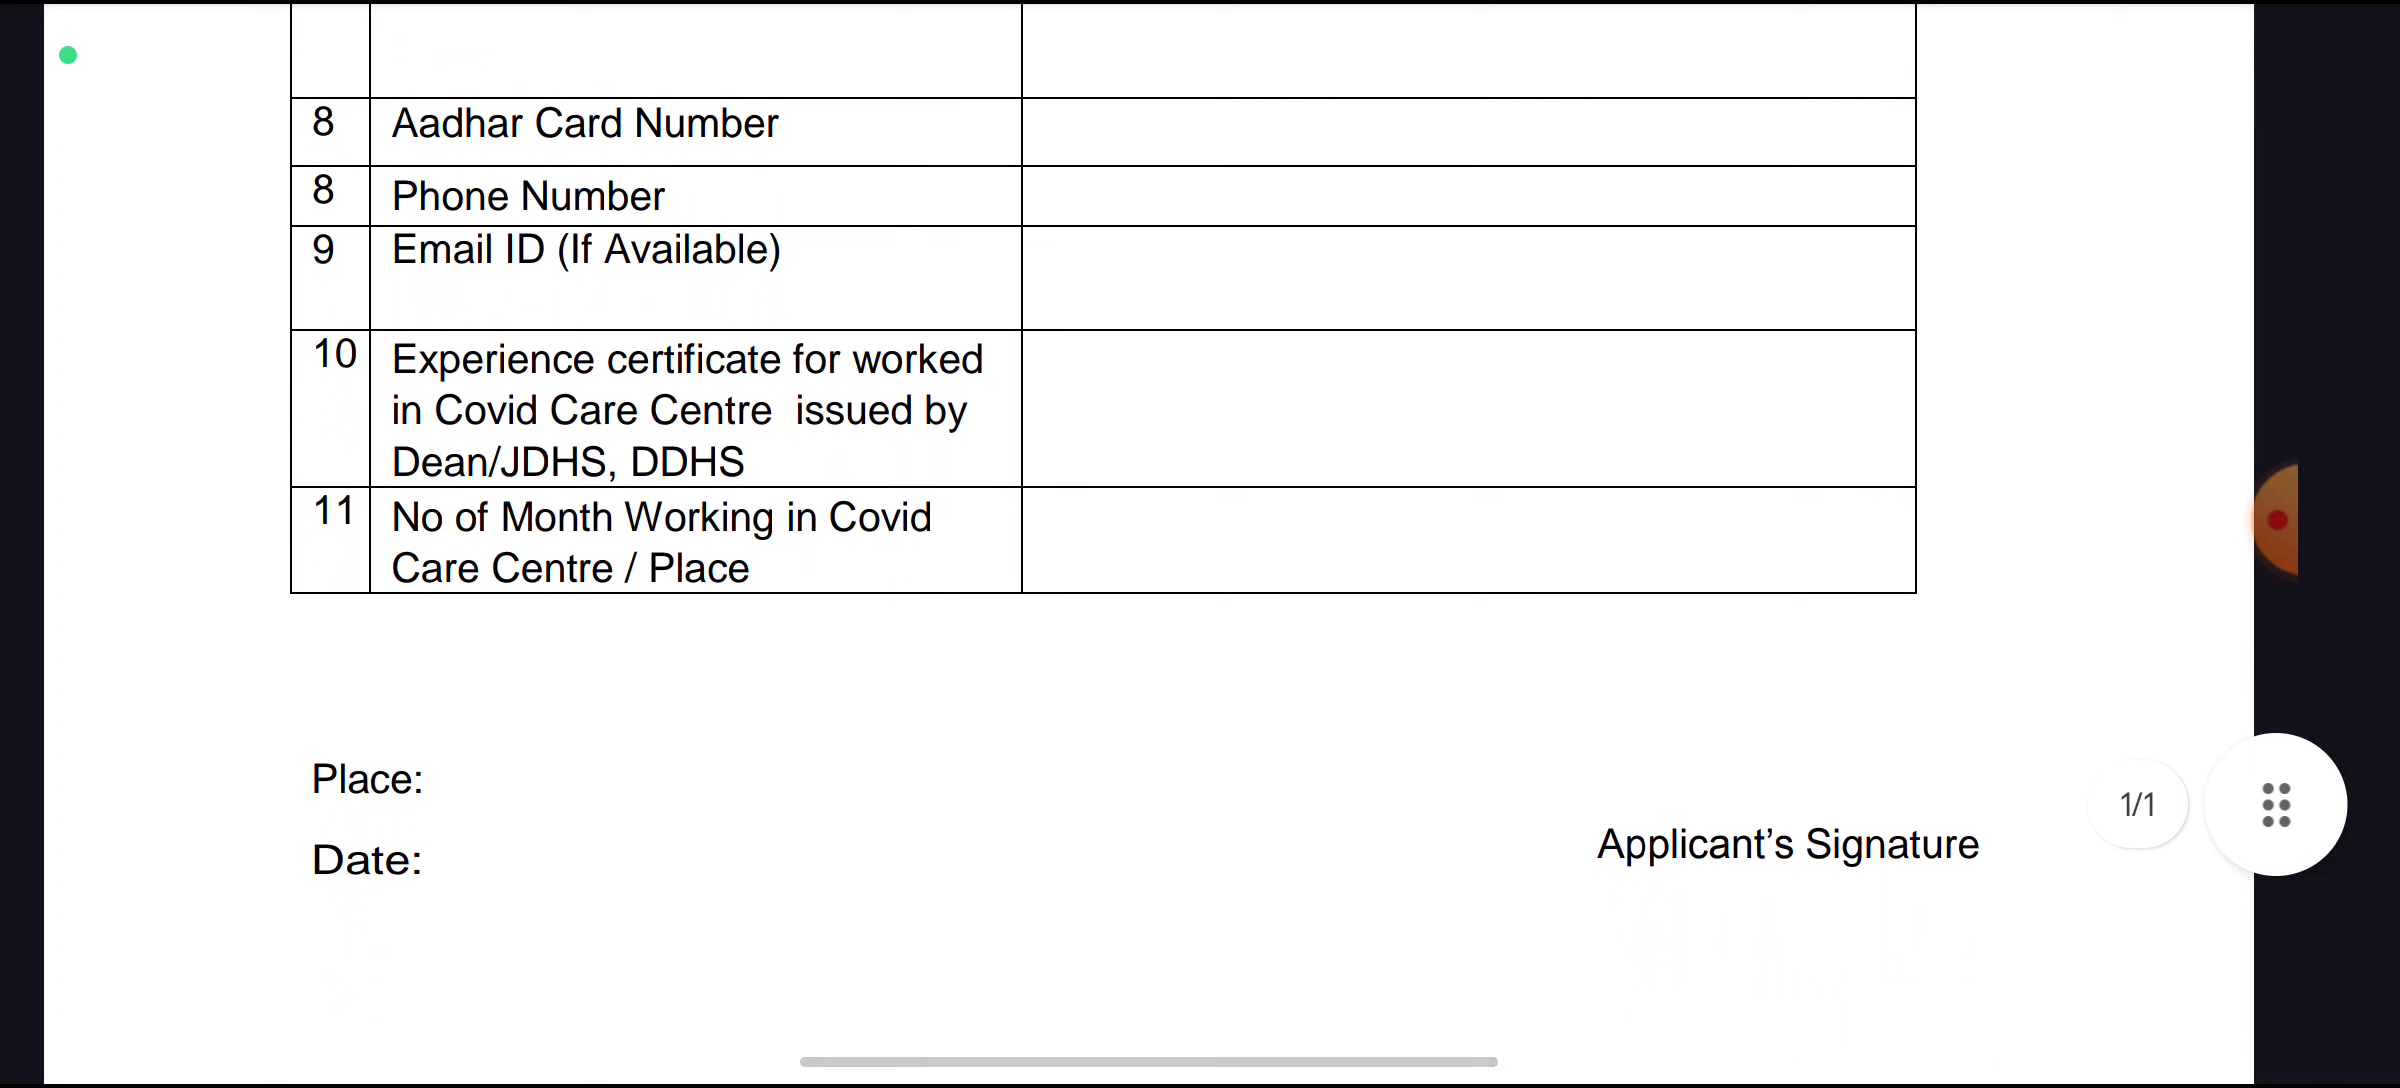 8 Aadhar Card Number
8 Phone Number
9 Email ID (If Available)
10 Experience certificate for worked
in Covid Care Centre  issued by
Dean/JDHS, DDHS
11 No of Month Working in Covid
Care Centre / Place
Place:
1/1
Applicant’s Signature
Date: